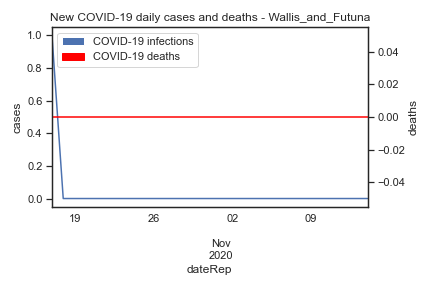 New COVID-19 daily cases and deaths - Wallis_and_Futuna
COVID-19 infections
COVID-19 deaths
1.0
0.8
0.6
0.4
0.2
0.0
cases
0.04
0.02
0.00
−0.02
−0.04
deaths
19 26 02 09
Nov
2020
dateRep